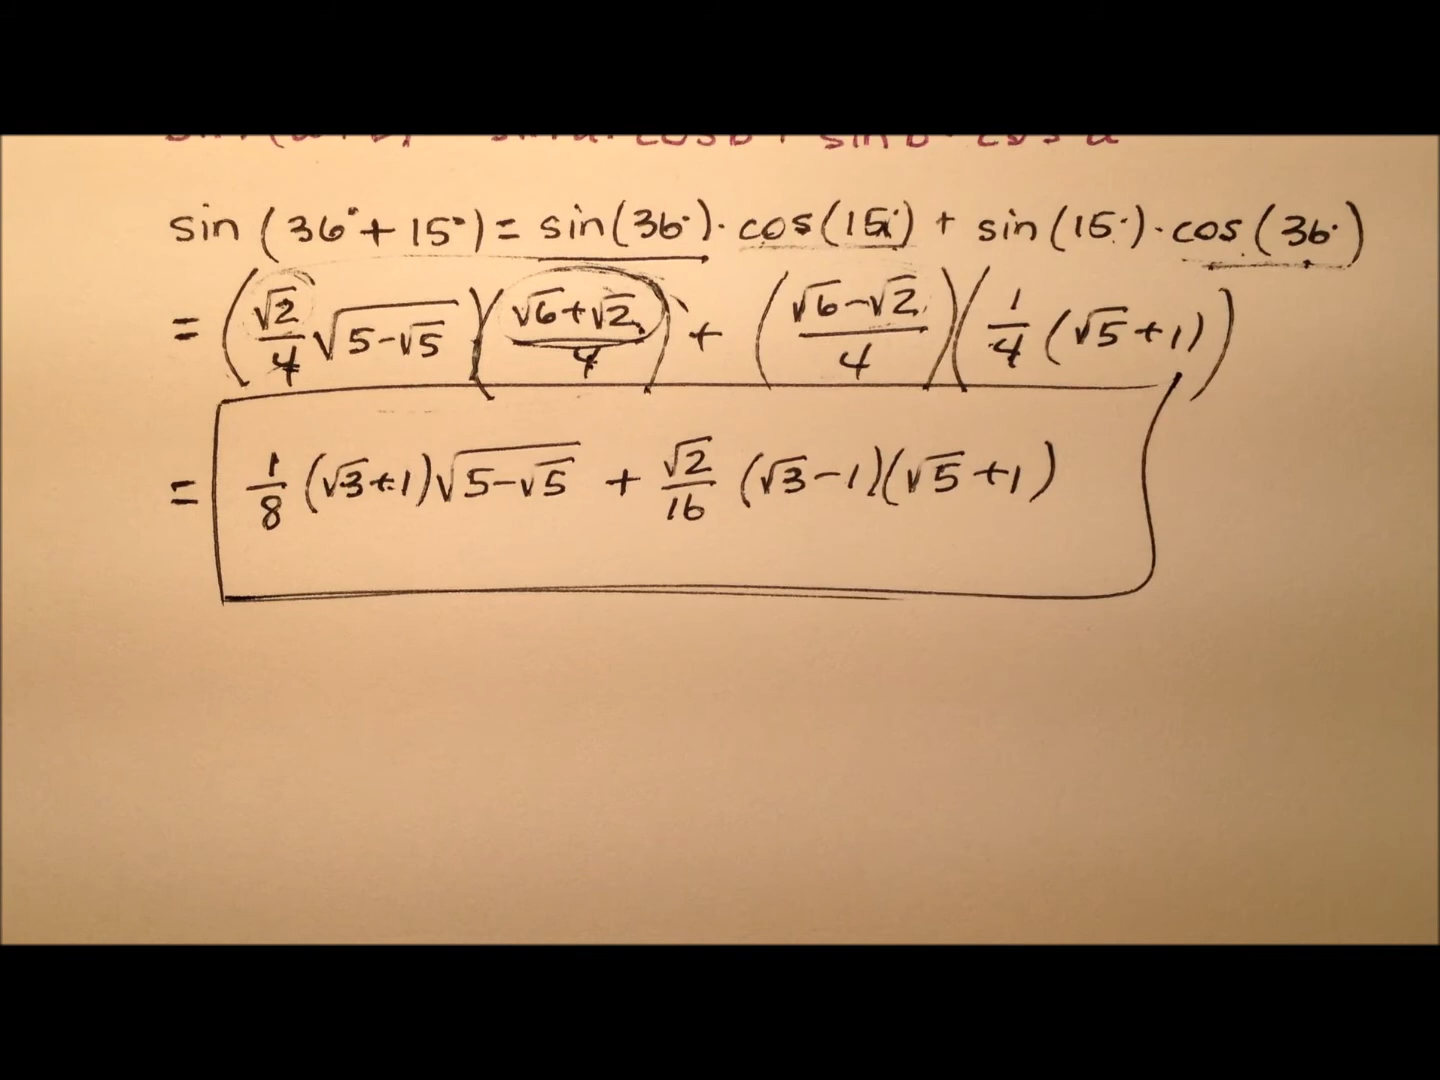 sin(36°+15°)= sin(36°)·cos(15°) + sin(15°)·cos(36°)
= (√2/4 √(5-√5))((√6+√2)/4) + ((√6-√2)/4)(1/4 (√5+1))
= 1/8 (√3+1)√(5-√5) + √2/16 (√3-1)(√5+1)